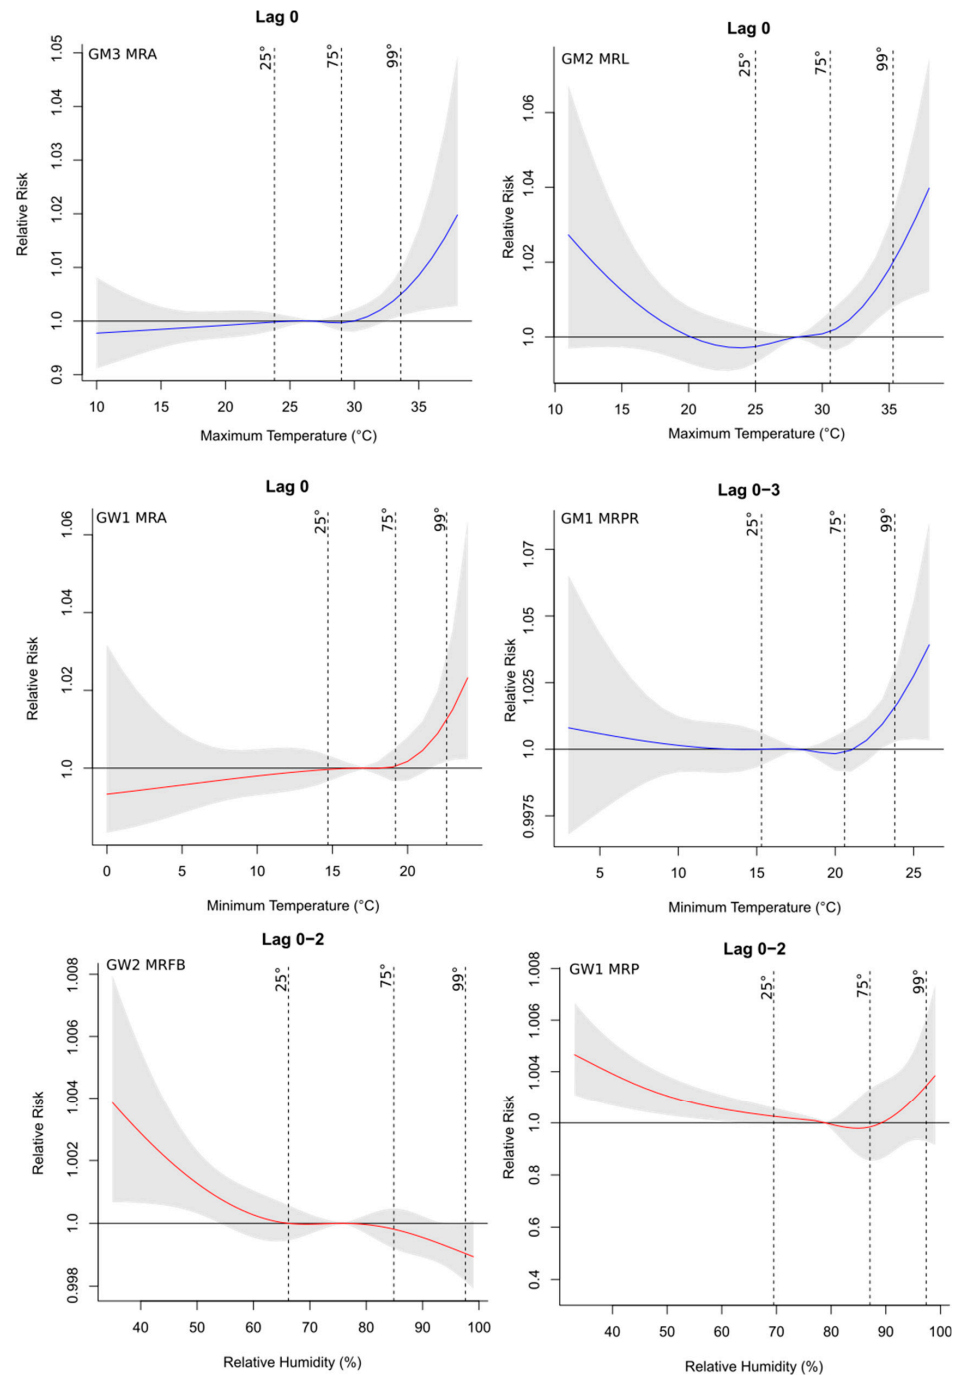 Lag 0
GM3 MRA
25°
75°
99°
1.05
1.04
1.03
1.02
1.01
1.0
0.9
Relative Risk
10 15 20 25 30 35
Maximum Temperature (°C)
Lag 0
GM2 MRL
25°
75°
99°
1.06
1.04
1.02
1.0
Relative Risk
10 15 20 25 30 35
Maximum Temperature (°C)
Lag 0
GW1 MRA
25°
75°
99°
1.06
1.04
1.02
1.0
Relative Risk
0 5 10 15 20
Minimum Temperature (°C)
Lag 0−3
GM1 MRPR
25°
75°
99°
1.07
1.05
1.025
1.0
0.9975
Relative Risk
5 10 15 20 25
Minimum Temperature (°C)
Lag 0−2
GW2 MRFB
25°
75°
99°
1.008
1.006
1.004
1.002
1.0
0.998
Relative Risk
40 50 60 70 80 90 100
Relative Humidity (%)
Lag 0−2
GW1 MRP
25°
75°
99°
1.008
1.006
1.004
1.0
0.8
0.6
0.4
Relative Risk
40 50 60 70 80 90 100
Relative Humidity (%)